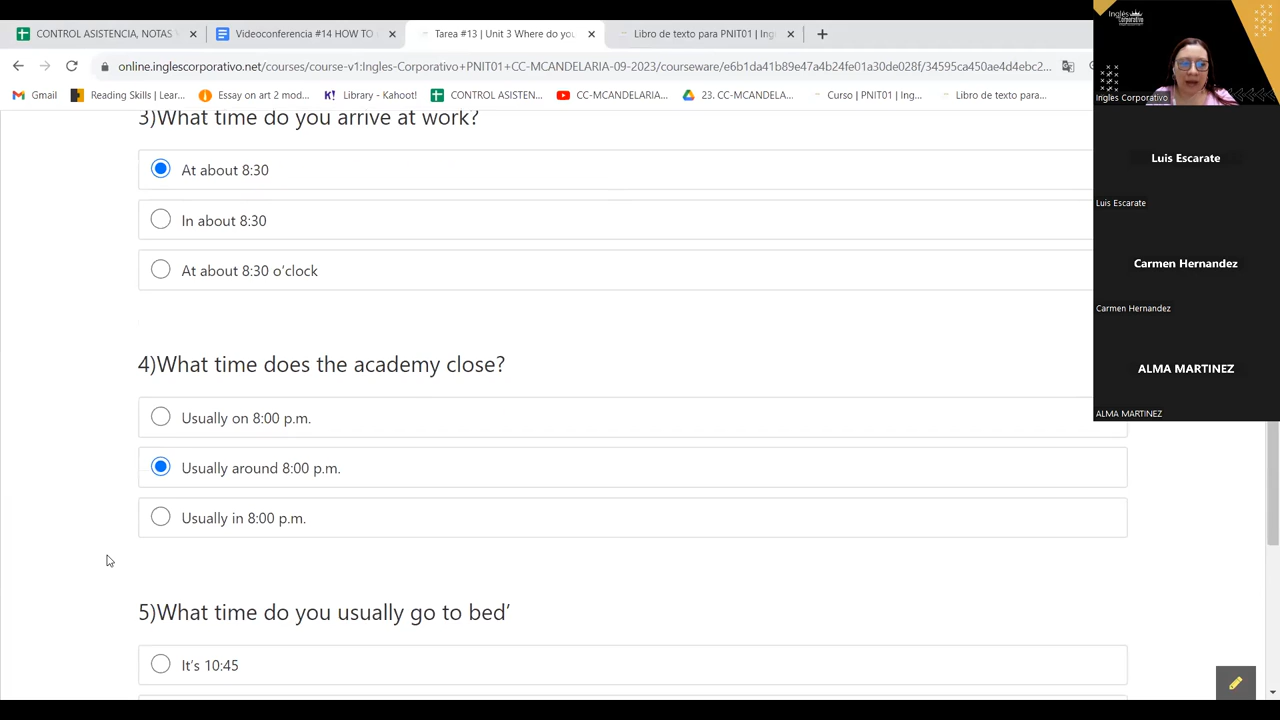 CONTROL ASISTENCIA, NOTAS
Videoconferencia #14 HOW TO
Tarea #13 | Unit 3 Where do you
Libro de texto para PNIT01 | Ing
online.inglescorporativo.net/courses/course-v1:Ingles-Corporativo+PNIT01+CC-MCANDELARIA-09-2023/courseware/e6b1da41b89e47a4b24fe01a30de028f/34595ca450ae4d4ebc2...
Gmail
Reading Skills | Lear...
Essay on art 2 mod...
Library - Ka
CONTROL ASISTEN...
CC-MCANDELARIA
23. CC-MCANDELA...
Curso | PNIT01 | Ing...
Libro de texto para...
Inglés
Corporativo
Ingles Corporativo
Luis Escarate
Luis Escarate
Carmen Hernandez
Carmen Hernandez
ALMA MARTINEZ
ALMA MARTINEZ
3)What time do you arrive at work?
At about 8:30
In about 8:30
At about 8:30 o’clock
4)What time does the academy close?
Usually on 8:00 p.m.
Usually around 8:00 p.m.
Usually in 8:00 p.m.
5)What time do you usually go to bed’
It’s 10:45